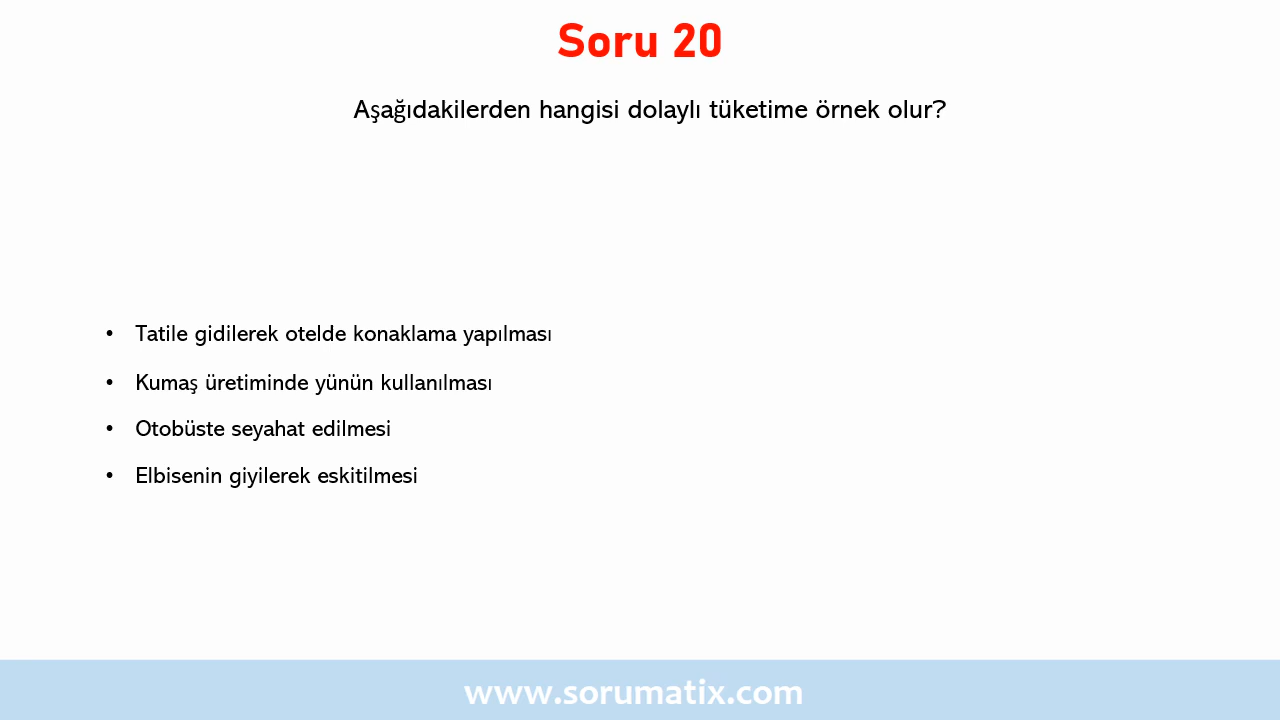 Soru 20
Aşağıdakilerden hangisi dolaylı tüketime örnek olur?
• Tatile gidilerek otelde konaklama yapılması
• Kumaş üretiminde yünün kullanılması
• Otobüste seyahat edilmesi
• Elbisenin giyilerek eskitilmesi
www.sorumatix.com